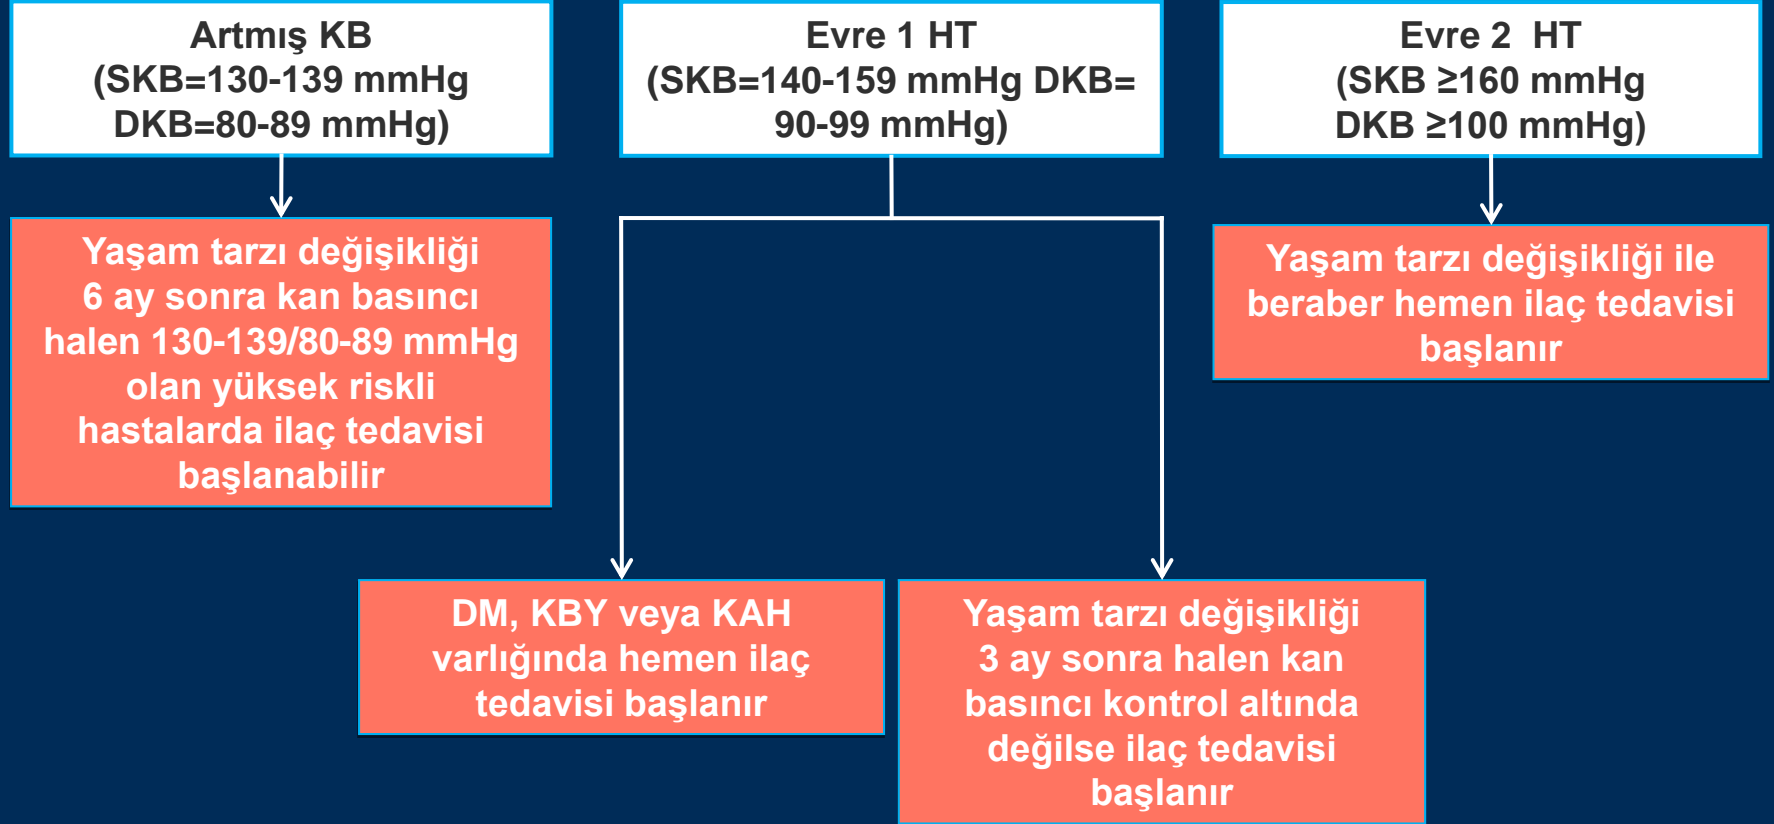 Artmış KB
(SKB=130-139 mmHg
DKB=80-89 mmHg)
Evre 1 HT
(SKB=140-159 mmHg DKB=
90-99 mmHg)
Evre 2 HT
(SKB ≥160 mmHg
DKB ≥100 mmHg)
Yaşam tarzı değişikliği
6 ay sonra kan basıncı
halen 130-139/80-89 mmHg
olan yüksek riskli
hastalarda ilaç tedavisi
başlanabilir
Yaşam tarzı değişikliği ile
beraber hemen ilaç tedavisi
başlanır
DM, KBY veya KAH
varlığında hemen ilaç
tedavisi başlanır
Yaşam tarzı değişikliği
3 ay sonra halen kan
basıncı kontrol altında
değilse ilaç tedavisi
başlanır